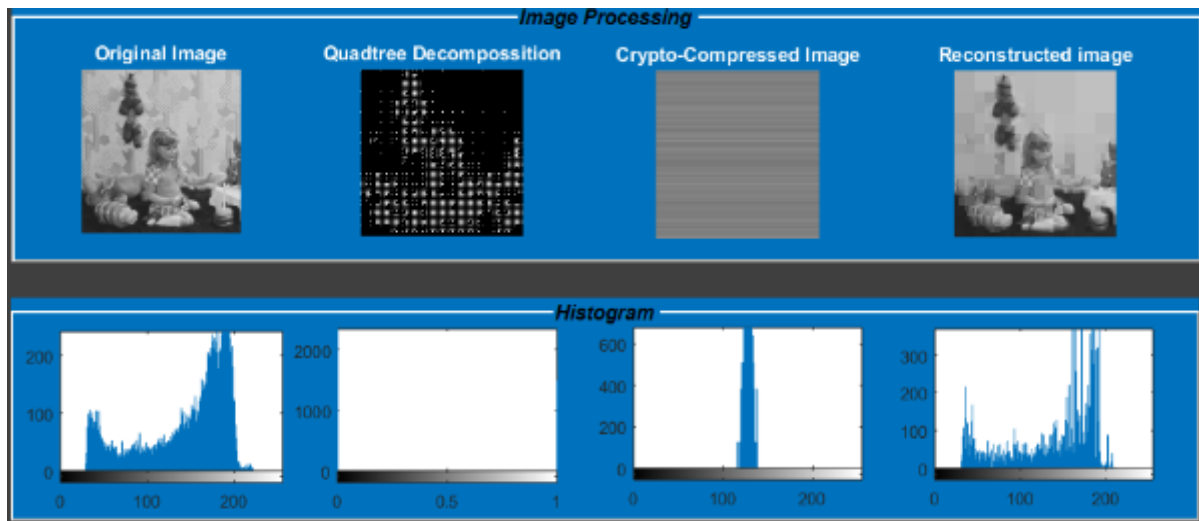 Image Processing
Original Image
Quadtree Decompossition
Crypto-Compressed Image
Reconstructed image
Histogram
200
100
0
0 100 200
2000
1000
0
0 0.5 1
600
400
200
0
0 100 200
300
200
100
0
0 100 200